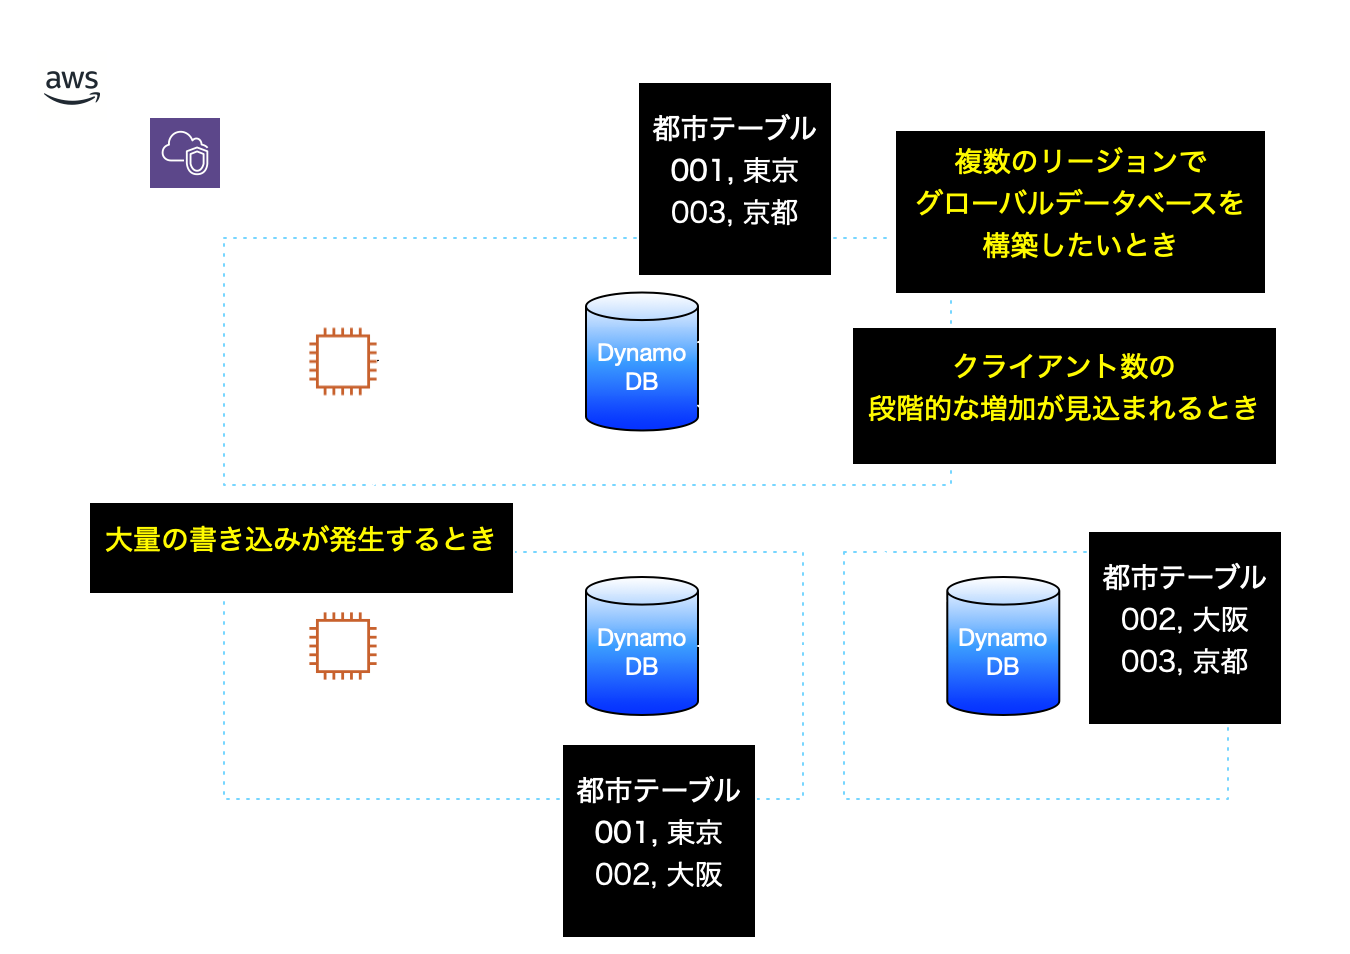 aws
都市テーブル
001, 東京
003, 京都
複数のリージョンで
グローバルデータベースを
構築したいとき
Dynamo
DB
クライアント数の
段階的な増加が見込まれるとき
大量の書き込みが発生するとき
Dynamo
DB
Dynamo
DB
都市テーブル
002, 大阪
003, 京都
都市テーブル
001, 東京
002, 大阪